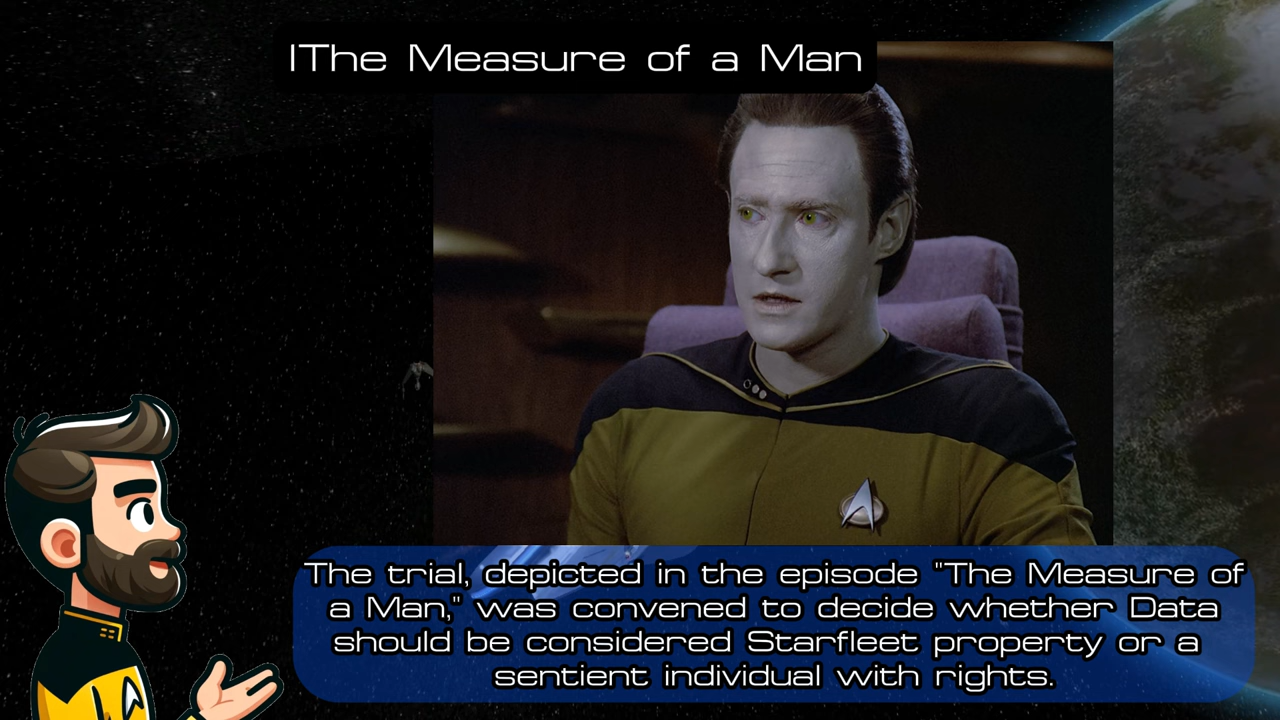 |The Measure of a Man
The trial, depicted in the episode "The Measure of
a Man," was convened to decide whether Data
should be considered Starfleet property or a
sentient individual with rights.